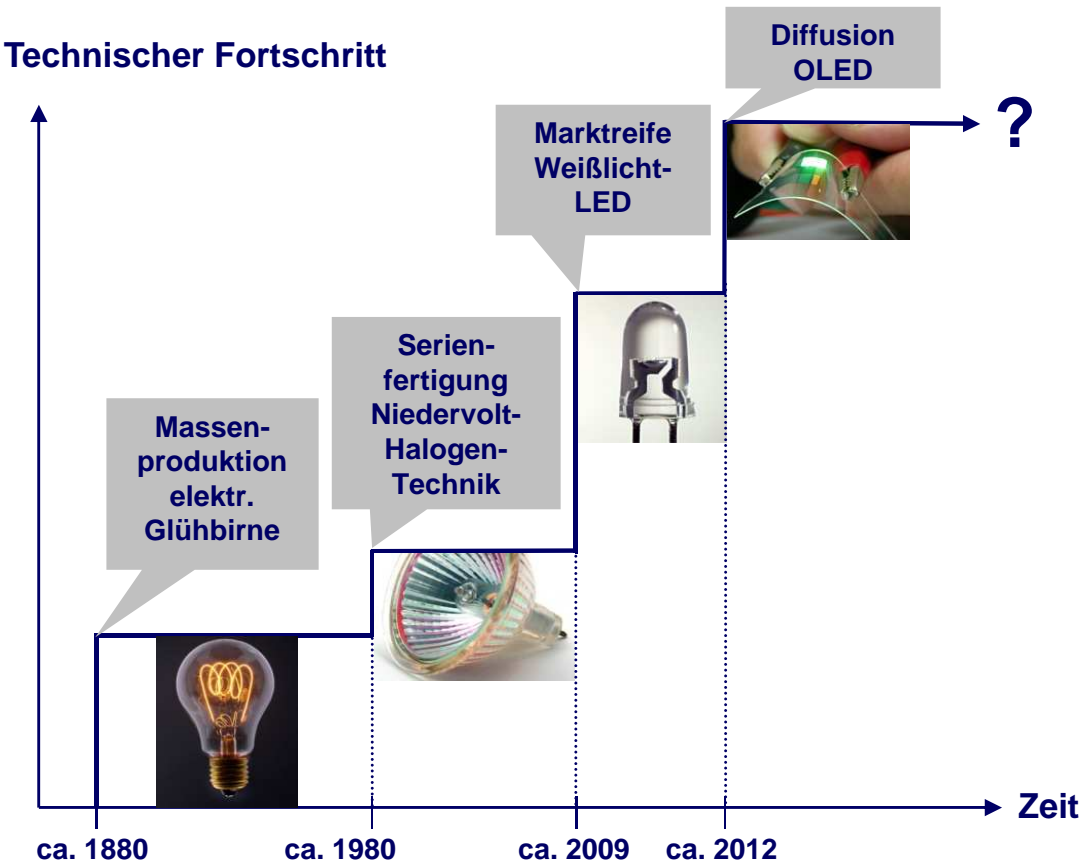 Technischer Fortschritt
Diffusion
OLED
?
Marktreife
Weißlicht-
LED
Serien-
fertigung
Niedervolt-
Halogen-
Technik
Massen-
produktion
elektr.
Glühbirne
Zeit
ca. 1880
ca. 1980
ca. 2009
ca. 2012